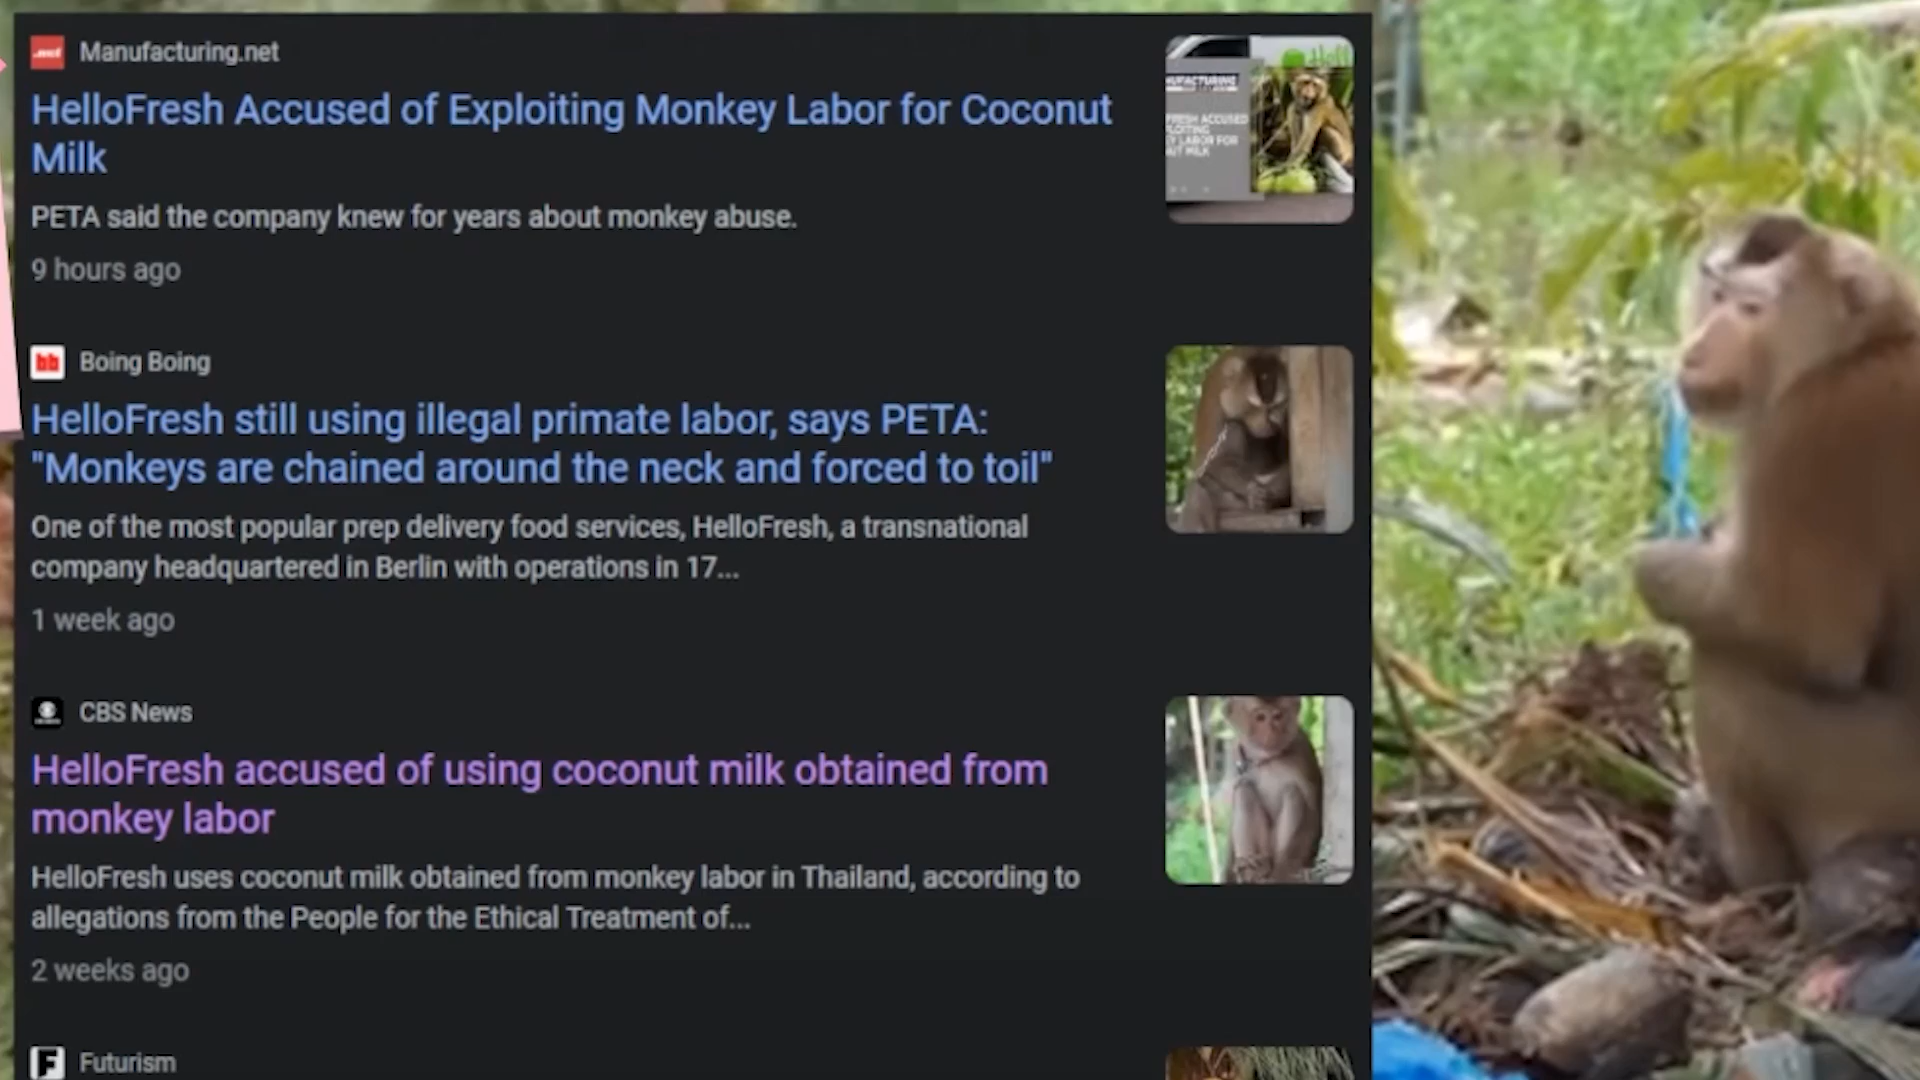 Manufacturing.net
HelloFresh Accused of Exploiting Monkey Labor for Coconut
Milk
PETA said the company knew for years about monkey abuse.
9 hours ago
Boing Boing
HelloFresh still using illegal primate labor, says PETA:
"Monkeys are chained around the neck and forced to toil"
One of the most popular prep delivery food services, HelloFresh, a transnational
company headquartered in Berlin with operations in 17...
1 week ago
CBS News
HelloFresh accused of using coconut milk obtained from
monkey labor
HelloFresh uses coconut milk obtained from monkey labor in Thailand, according to
allegations from the People for the Ethical Treatment of...
2 weeks ago
Futurism